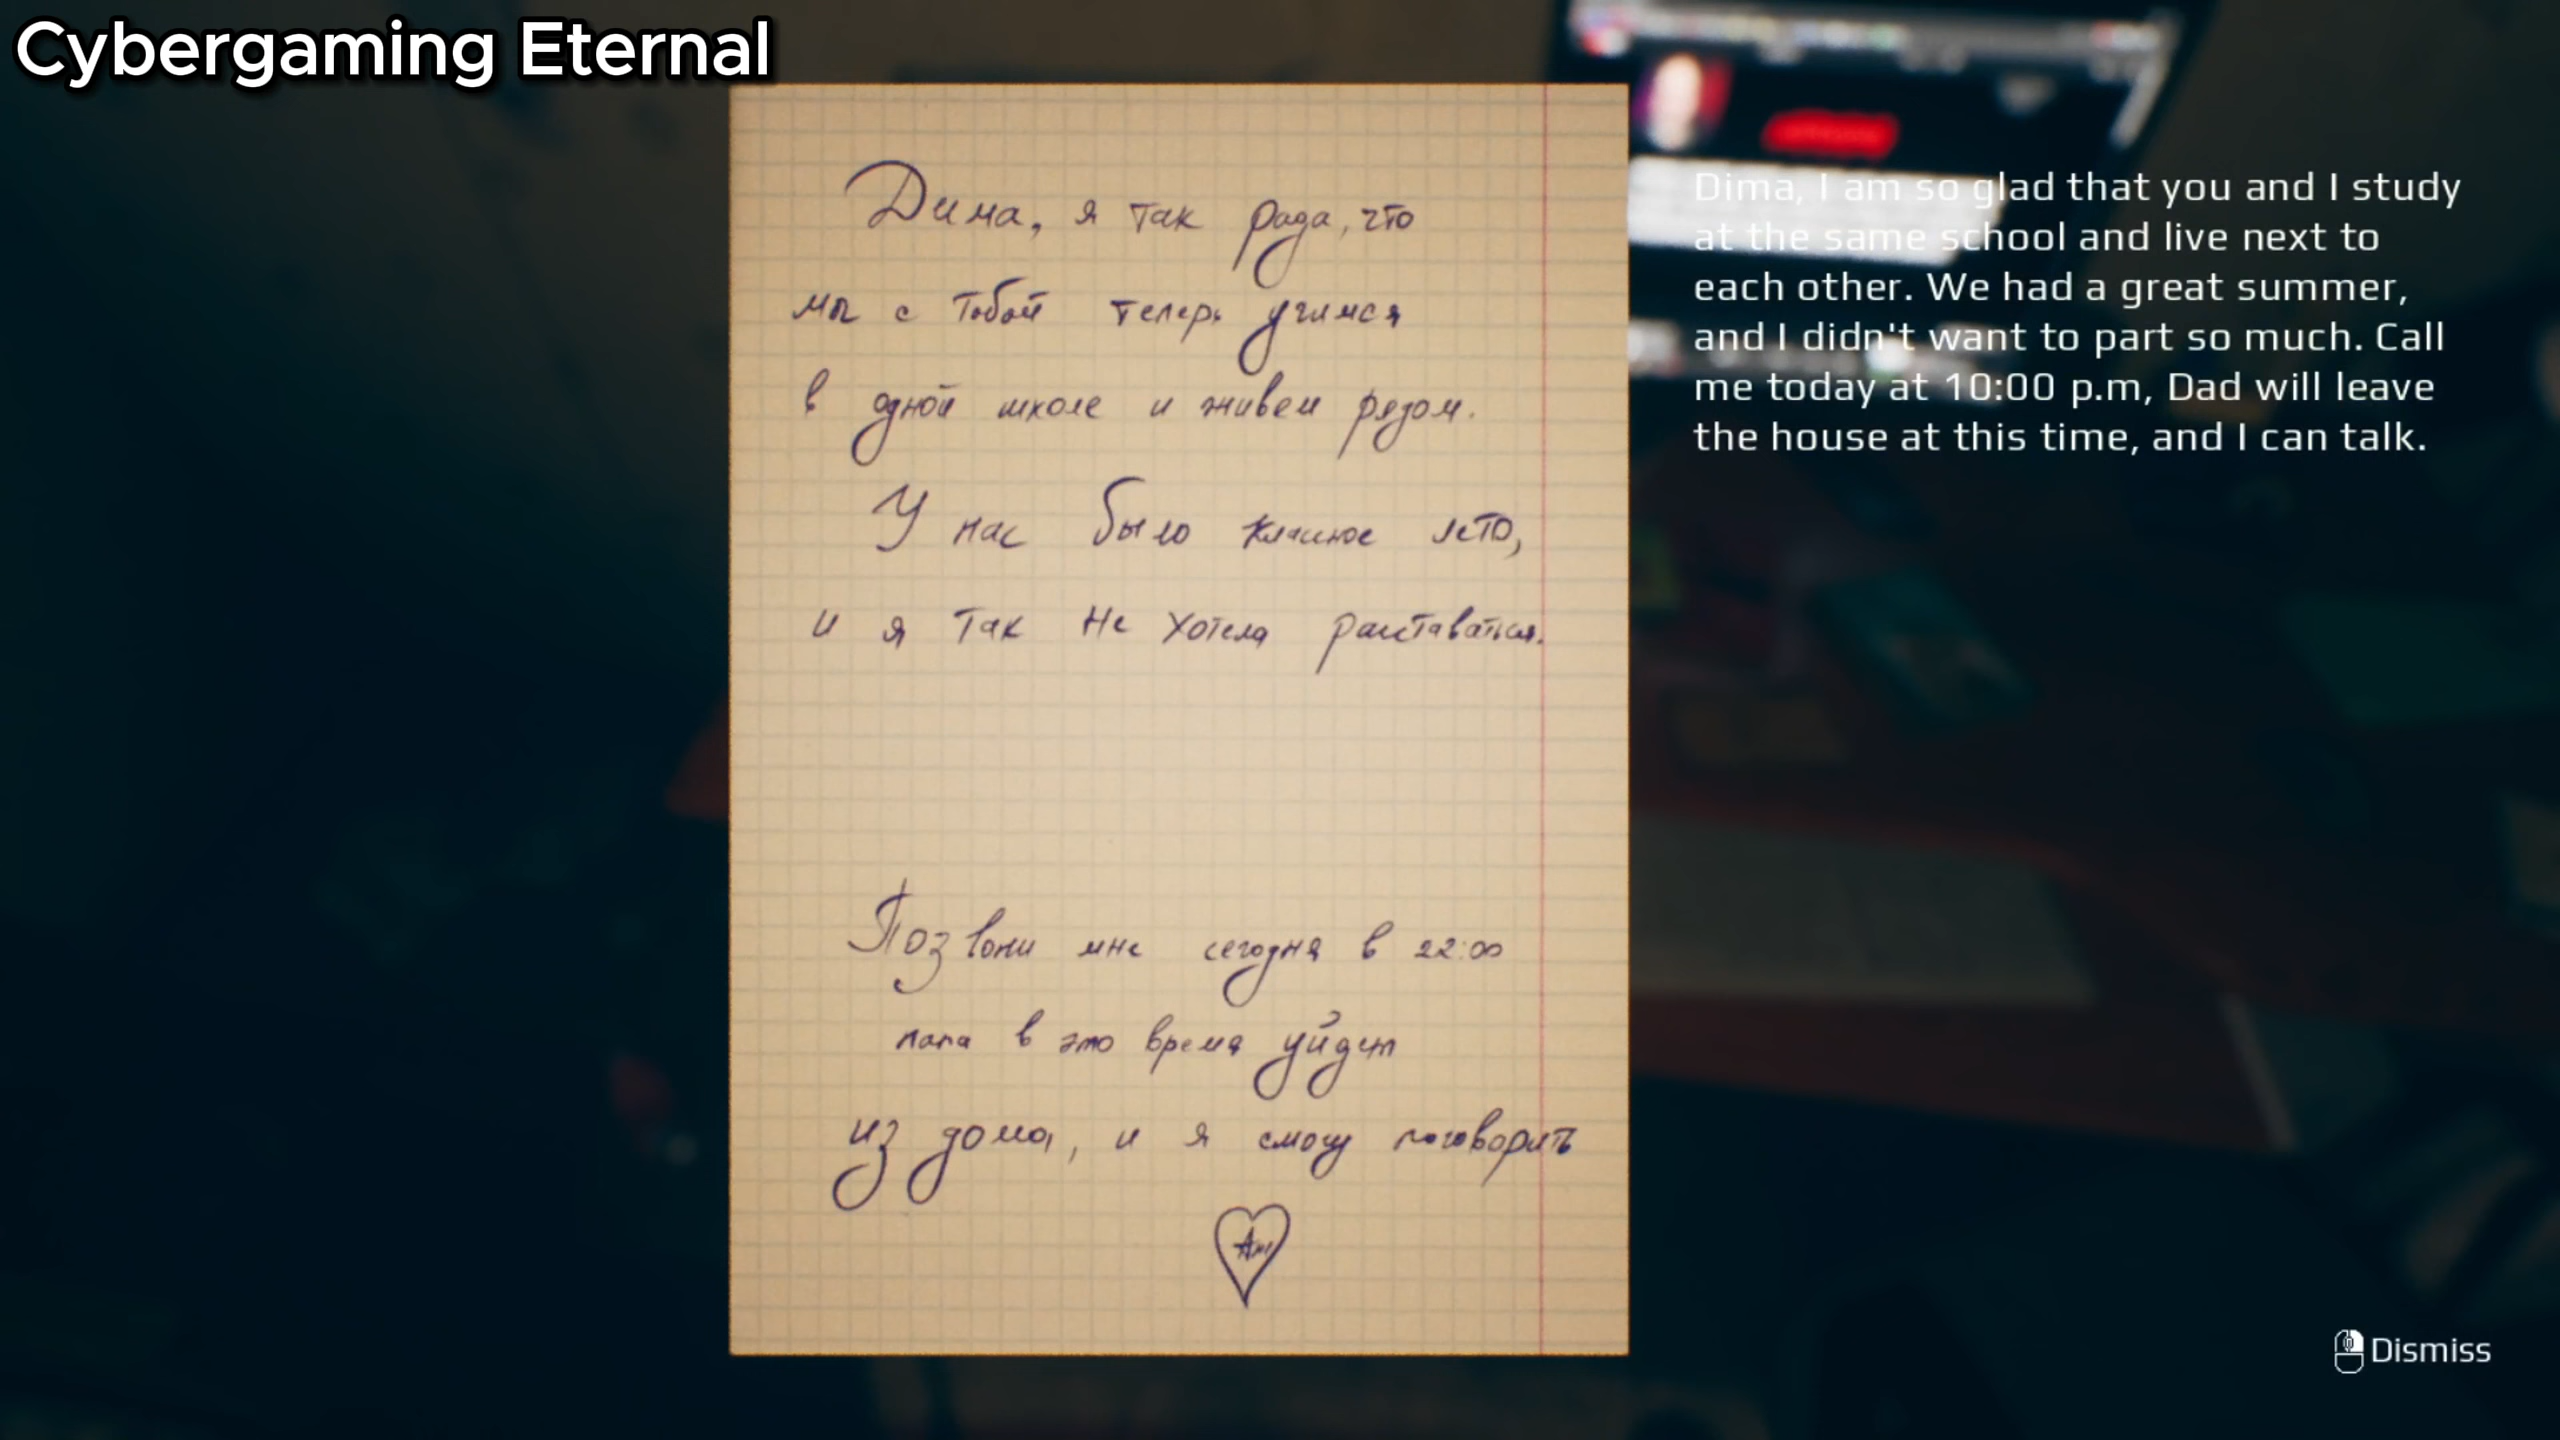 Cybergaming Eternal
Дима, я так рада, что
мы с тобой теперь учимся
в одной школе и живем рядом.
У нас было классное лето,
и я так не хотела расставаться.
Позвони мне сегодня в 22:00
папа в это время уйдет
из дома, и я смогу поговорить
Dima, I am so glad that you and I study
at the same school and live next to
each other. We had a great summer,
and I didn't want to part so much. Call
me today at 10:00 p.m, Dad will leave
the house at this time, and I can talk.
Dismiss